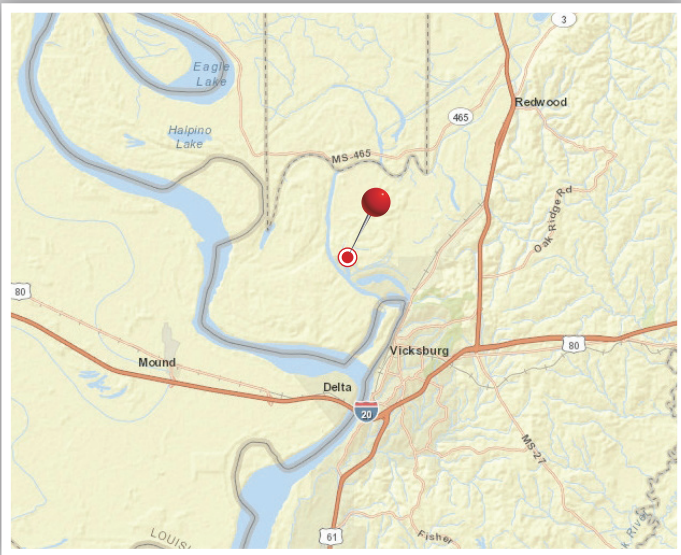 3
Eagle
Lake
Redwood
465
Halpino
Lake
MS-465
Oak Ridge Rd
80
Vicksburg
80
Mound
Delta
20
MS-27
61
Fisher
LOUISI
k River